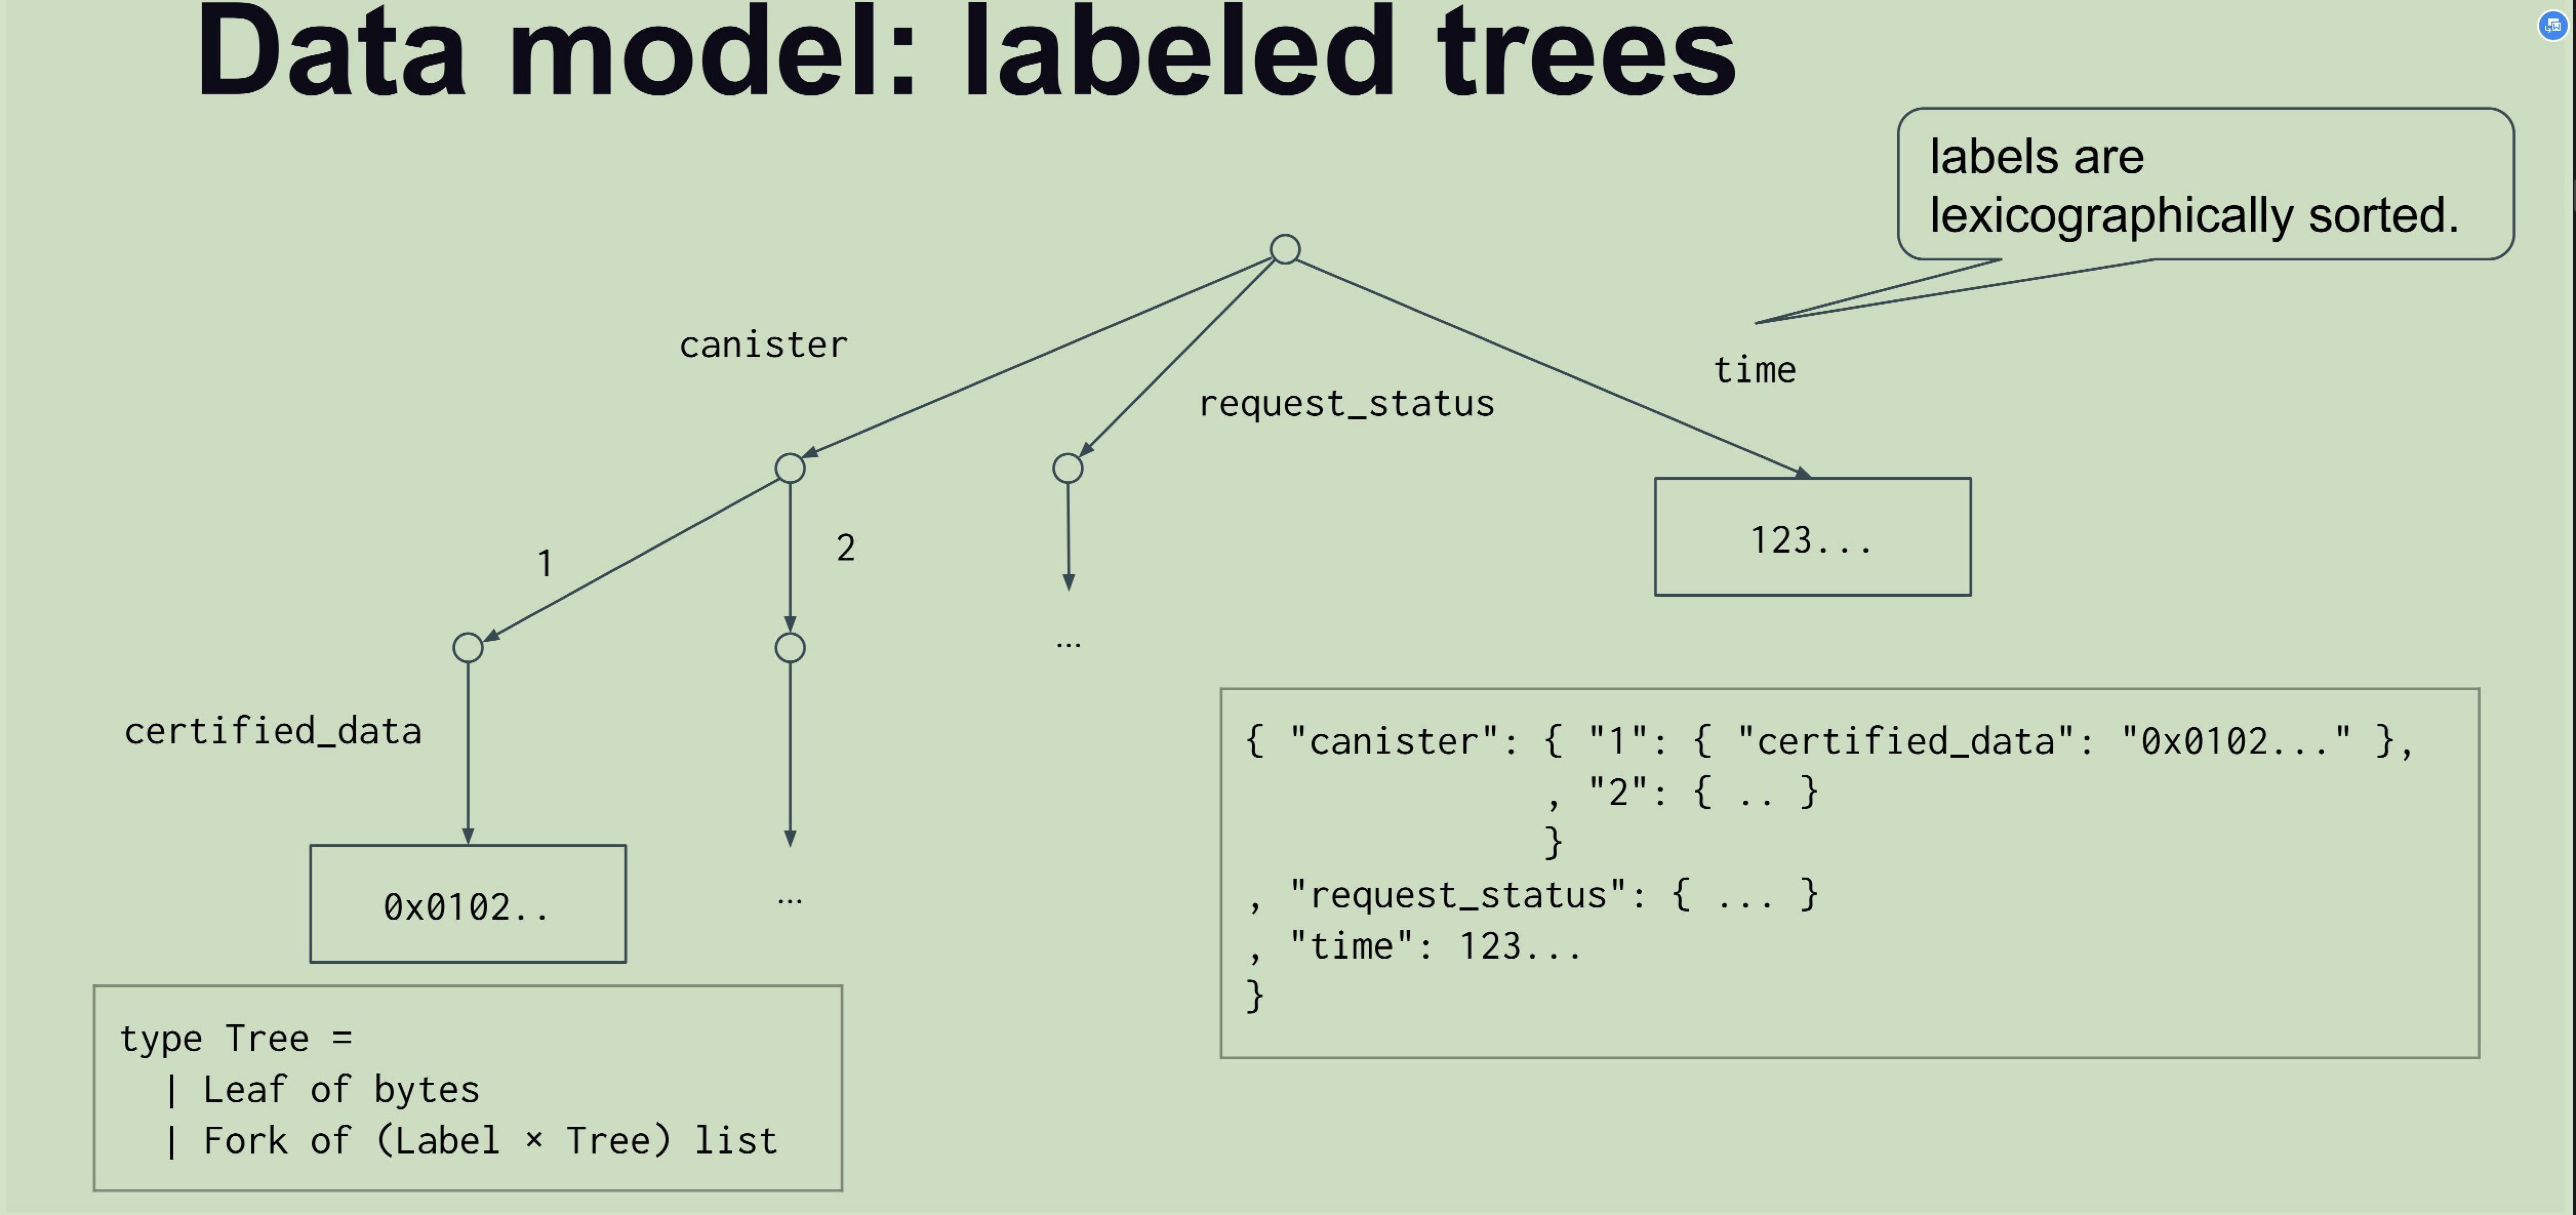 Data model: labeled trees
labels are
lexicographically sorted.
canister
request_status
time
1
2
123...
...
certified_data
0x0102..
...
{ "canister": { "1": { "certified_data": "0x0102..." },
, "2": { .. }
}
, "request_status": { ... }
, "time": 123...
}
type Tree =
| Leaf of bytes
| Fork of (Label × Tree) list